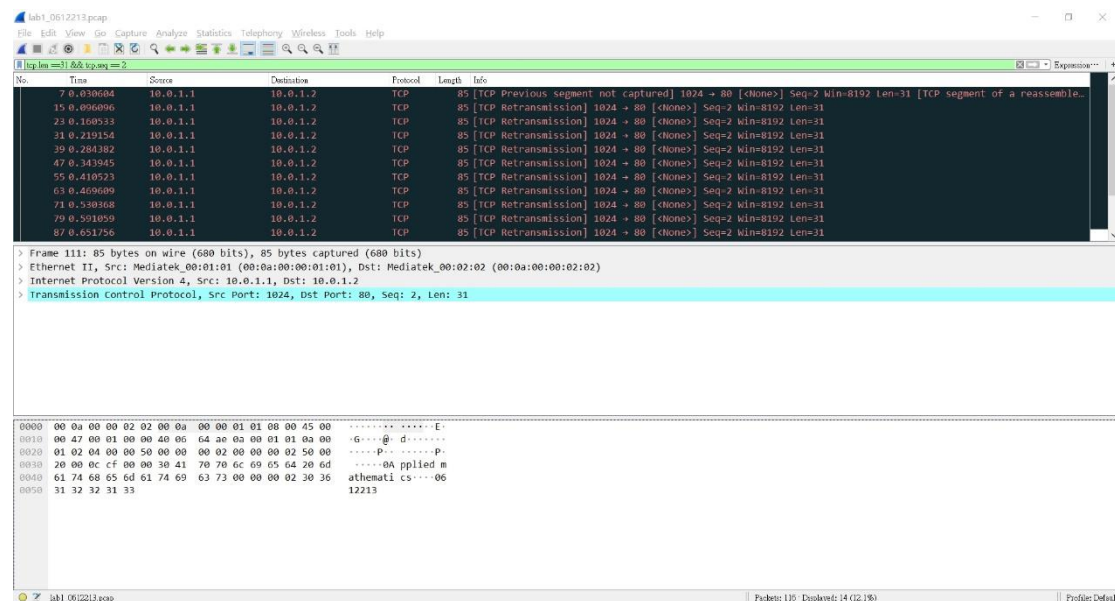 lab1_0612213.pcap
File Edit View Go Capture Analyze Statistics Telephony Wireless Tools Help
tcp.len ==31 && tcp.seq == 2
Expression… +
No. Time Source Destination Protocol Length Info
7 0.030604 10.0.1.1 10.0.1.2 TCP 85 [TCP Previous segment not captured] 1024 → 80 [<None>] Seq=2 Win=8192 Len=31 [TCP segment of a reassemble…
15 0.096096 10.0.1.1 10.0.1.2 TCP 85 [TCP Retransmission] 1024 → 80 [<None>] Seq=2 Win=8192 Len=31
23 0.160533 10.0.1.1 10.0.1.2 TCP 85 [TCP Retransmission] 1024 → 80 [<None>] Seq=2 Win=8192 Len=31
31 0.219154 10.0.1.1 10.0.1.2 TCP 85 [TCP Retransmission] 1024 → 80 [<None>] Seq=2 Win=8192 Len=31
39 0.284382 10.0.1.1 10.0.1.2 TCP 85 [TCP Retransmission] 1024 → 80 [<None>] Seq=2 Win=8192 Len=31
47 0.343945 10.0.1.1 10.0.1.2 TCP 85 [TCP Retransmission] 1024 → 80 [<None>] Seq=2 Win=8192 Len=31
55 0.410523 10.0.1.1 10.0.1.2 TCP 85 [TCP Retransmission] 1024 → 80 [<None>] Seq=2 Win=8192 Len=31
63 0.469609 10.0.1.1 10.0.1.2 TCP 85 [TCP Retransmission] 1024 → 80 [<None>] Seq=2 Win=8192 Len=31
71 0.530368 10.0.1.1 10.0.1.2 TCP 85 [TCP Retransmission] 1024 → 80 [<None>] Seq=2 Win=8192 Len=31
79 0.591059 10.0.1.1 10.0.1.2 TCP 85 [TCP Retransmission] 1024 → 80 [<None>] Seq=2 Win=8192 Len=31
87 0.651756 10.0.1.1 10.0.1.2 TCP 85 [TCP Retransmission] 1024 → 80 [<None>] Seq=2 Win=8192 Len=31
> Frame 111: 85 bytes on wire (680 bits), 85 bytes captured (680 bits)
> Ethernet II, Src: Mediatek_00:01:01 (00:0a:00:00:01:01), Dst: Mediatek_00:02:02 (00:0a:00:00:02:02)
> Internet Protocol Version 4, Src: 10.0.1.1, Dst: 10.0.1.2
> Transmission Control Protocol, Src Port: 1024, Dst Port: 80, Seq: 2, Len: 31
0000 00 0a 00 00 02 02 00 0a 00 00 01 01 08 00 45 00 ········ ······E·
0010 00 47 00 01 00 00 40 06 64 ae 0a 00 01 01 0a 00 ·G····@· d·······
0020 01 02 04 00 00 50 00 00 00 02 00 00 00 02 50 00 ·····P·· ······P·
0030 20 00 0c cf 00 00 30 41 70 70 6c 69 65 64 20 6d ·····0A pplied m
0040 61 74 68 65 6d 61 74 69 63 73 00 00 00 02 30 36 athemati cs····06
0050 31 32 32 31 33 12213
lab1_0612213.pcap Packets: 116 · Displayed: 14 (12.1%) Profile: Defaul